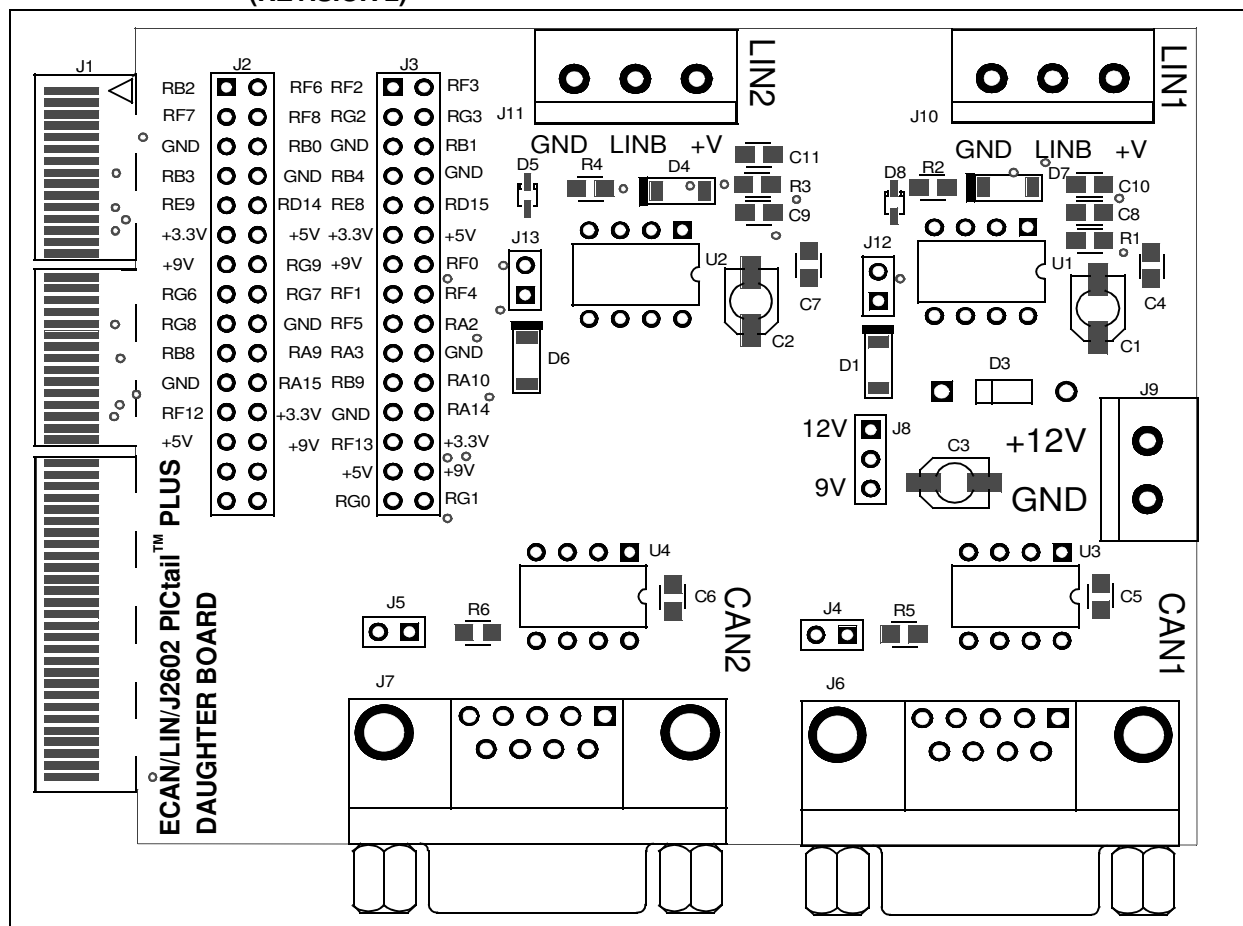 J1
J2
J3
RB2 RF6 RF2 RF3
RF7 RF8 RG2 RG3
GND RB0 GND RB1
RB3 GND RB4 GND
RE9 RD14 RE8 RD15
+3.3V +5V +3.3V +5V
+9V RG9 +9V RF0
RG6 RG7 RF1 RF4
RG8 GND RF5 RA2
RB8 RA9 RA3 GND
GND RA15 RB9 RA10
RF12 +3.3V GND RA14
+5V +9V RF13 +3.3V
+5V +9V
RG0 RG1
J11
LIN2
GND LINB +V
J10
LIN1
GND LINB +V
D5
R4
D4
C11
R3
C9
J13
U2
C7
C2
D6
D8
R2
D7
C10
C8
R1
J12
U1
C4
C1
D1
D3
J9
12V
J8
9V
C3
+12V
GND
U4
C6
CAN2
J5
R6
U3
C5
CAN1
J4
R5
J7
J6
ECAN/LIN/J2602 PICtail™ PLUS
DAUGHTER BOARD